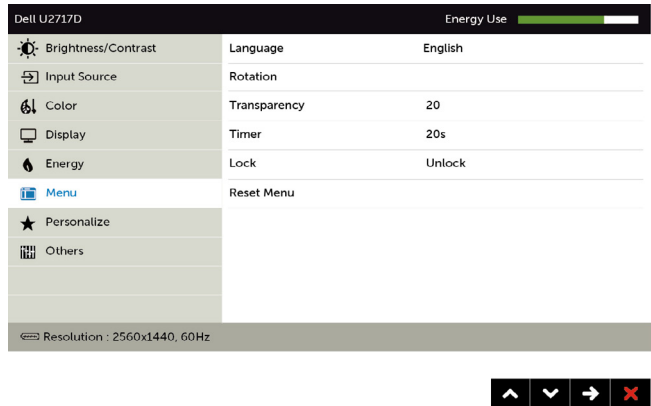 Dell U2717D Energy Use
Brightness/Contrast Language English
Input Source Rotation
Color Transparency 20
Display Timer 20s
Energy Lock Unlock
Menu Reset Menu
Personalize
Others
Resolution : 2560x1440, 60Hz